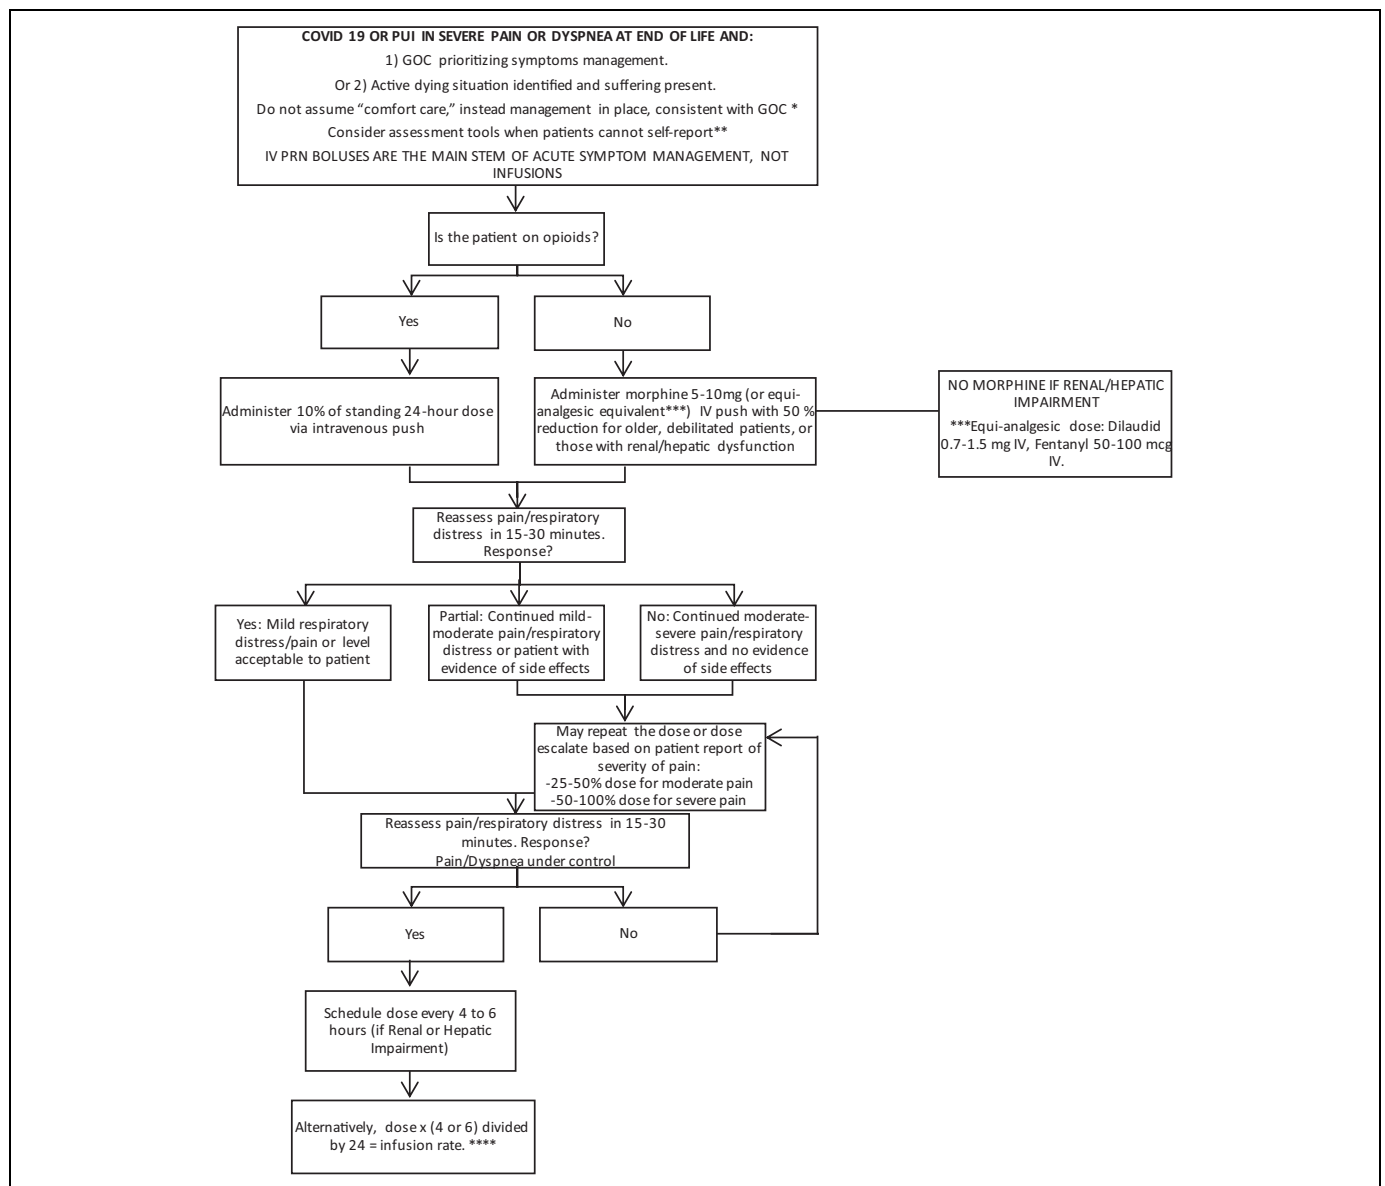 COVID 19 OR PUI IN SEVERE PAIN OR DYSPNEA AT END OF LIFE AND:
1) GOC prioritizing symptoms management.
Or 2) Active dying situation identified and suffering present.
Do not assume “comfort care,” instead management in place, consistent with GOC *
Consider assessment tools when patients cannot self-report**
IV PRN BOLUSES ARE THE MAIN STEM OF ACUTE SYMPTOM MANAGEMENT, NOT
INFUSIONS
Is the patient on opioids?
Yes
No
Administer 10% of standing 24-hour dose
via intravenous push
Administer morphine 5-10mg (or equi-
analgesic equivalent***) IV push with 50 %
reduction for older, debilitated patients, or
those with renal/hepatic dysfunction
NO MORPHINE IF RENAL/HEPATIC
IMPAIRMENT
***Equi-analgesic dose: Dilaudid
0.7-1.5 mg IV, Fentanyl 50-100 mcg
IV.
Reassess pain/respiratory
distress in 15-30 minutes.
Response?
Yes: Mild respiratory
distress/pain or level
acceptable to patient
Partial: Continued mild-
moderate pain/respiratory
distress or patient with
evidence of side effects
No: Continued moderate-
severe pain/respiratory
distress and no evidence
of side effects
May repeat the dose or dose
escalate based on patient report of
severity of pain:
-25-50% dose for moderate pain
-50-100% dose for severe pain
Reassess pain/respiratory distress in 15-30
minutes. Response?
Pain/Dyspnea under control
Yes
No
Schedule dose every 4 to 6
hours (if Renal or Hepatic
Impairment)
Alternatively, dose x (4 or 6) divided
by 24 = infusion rate. ****